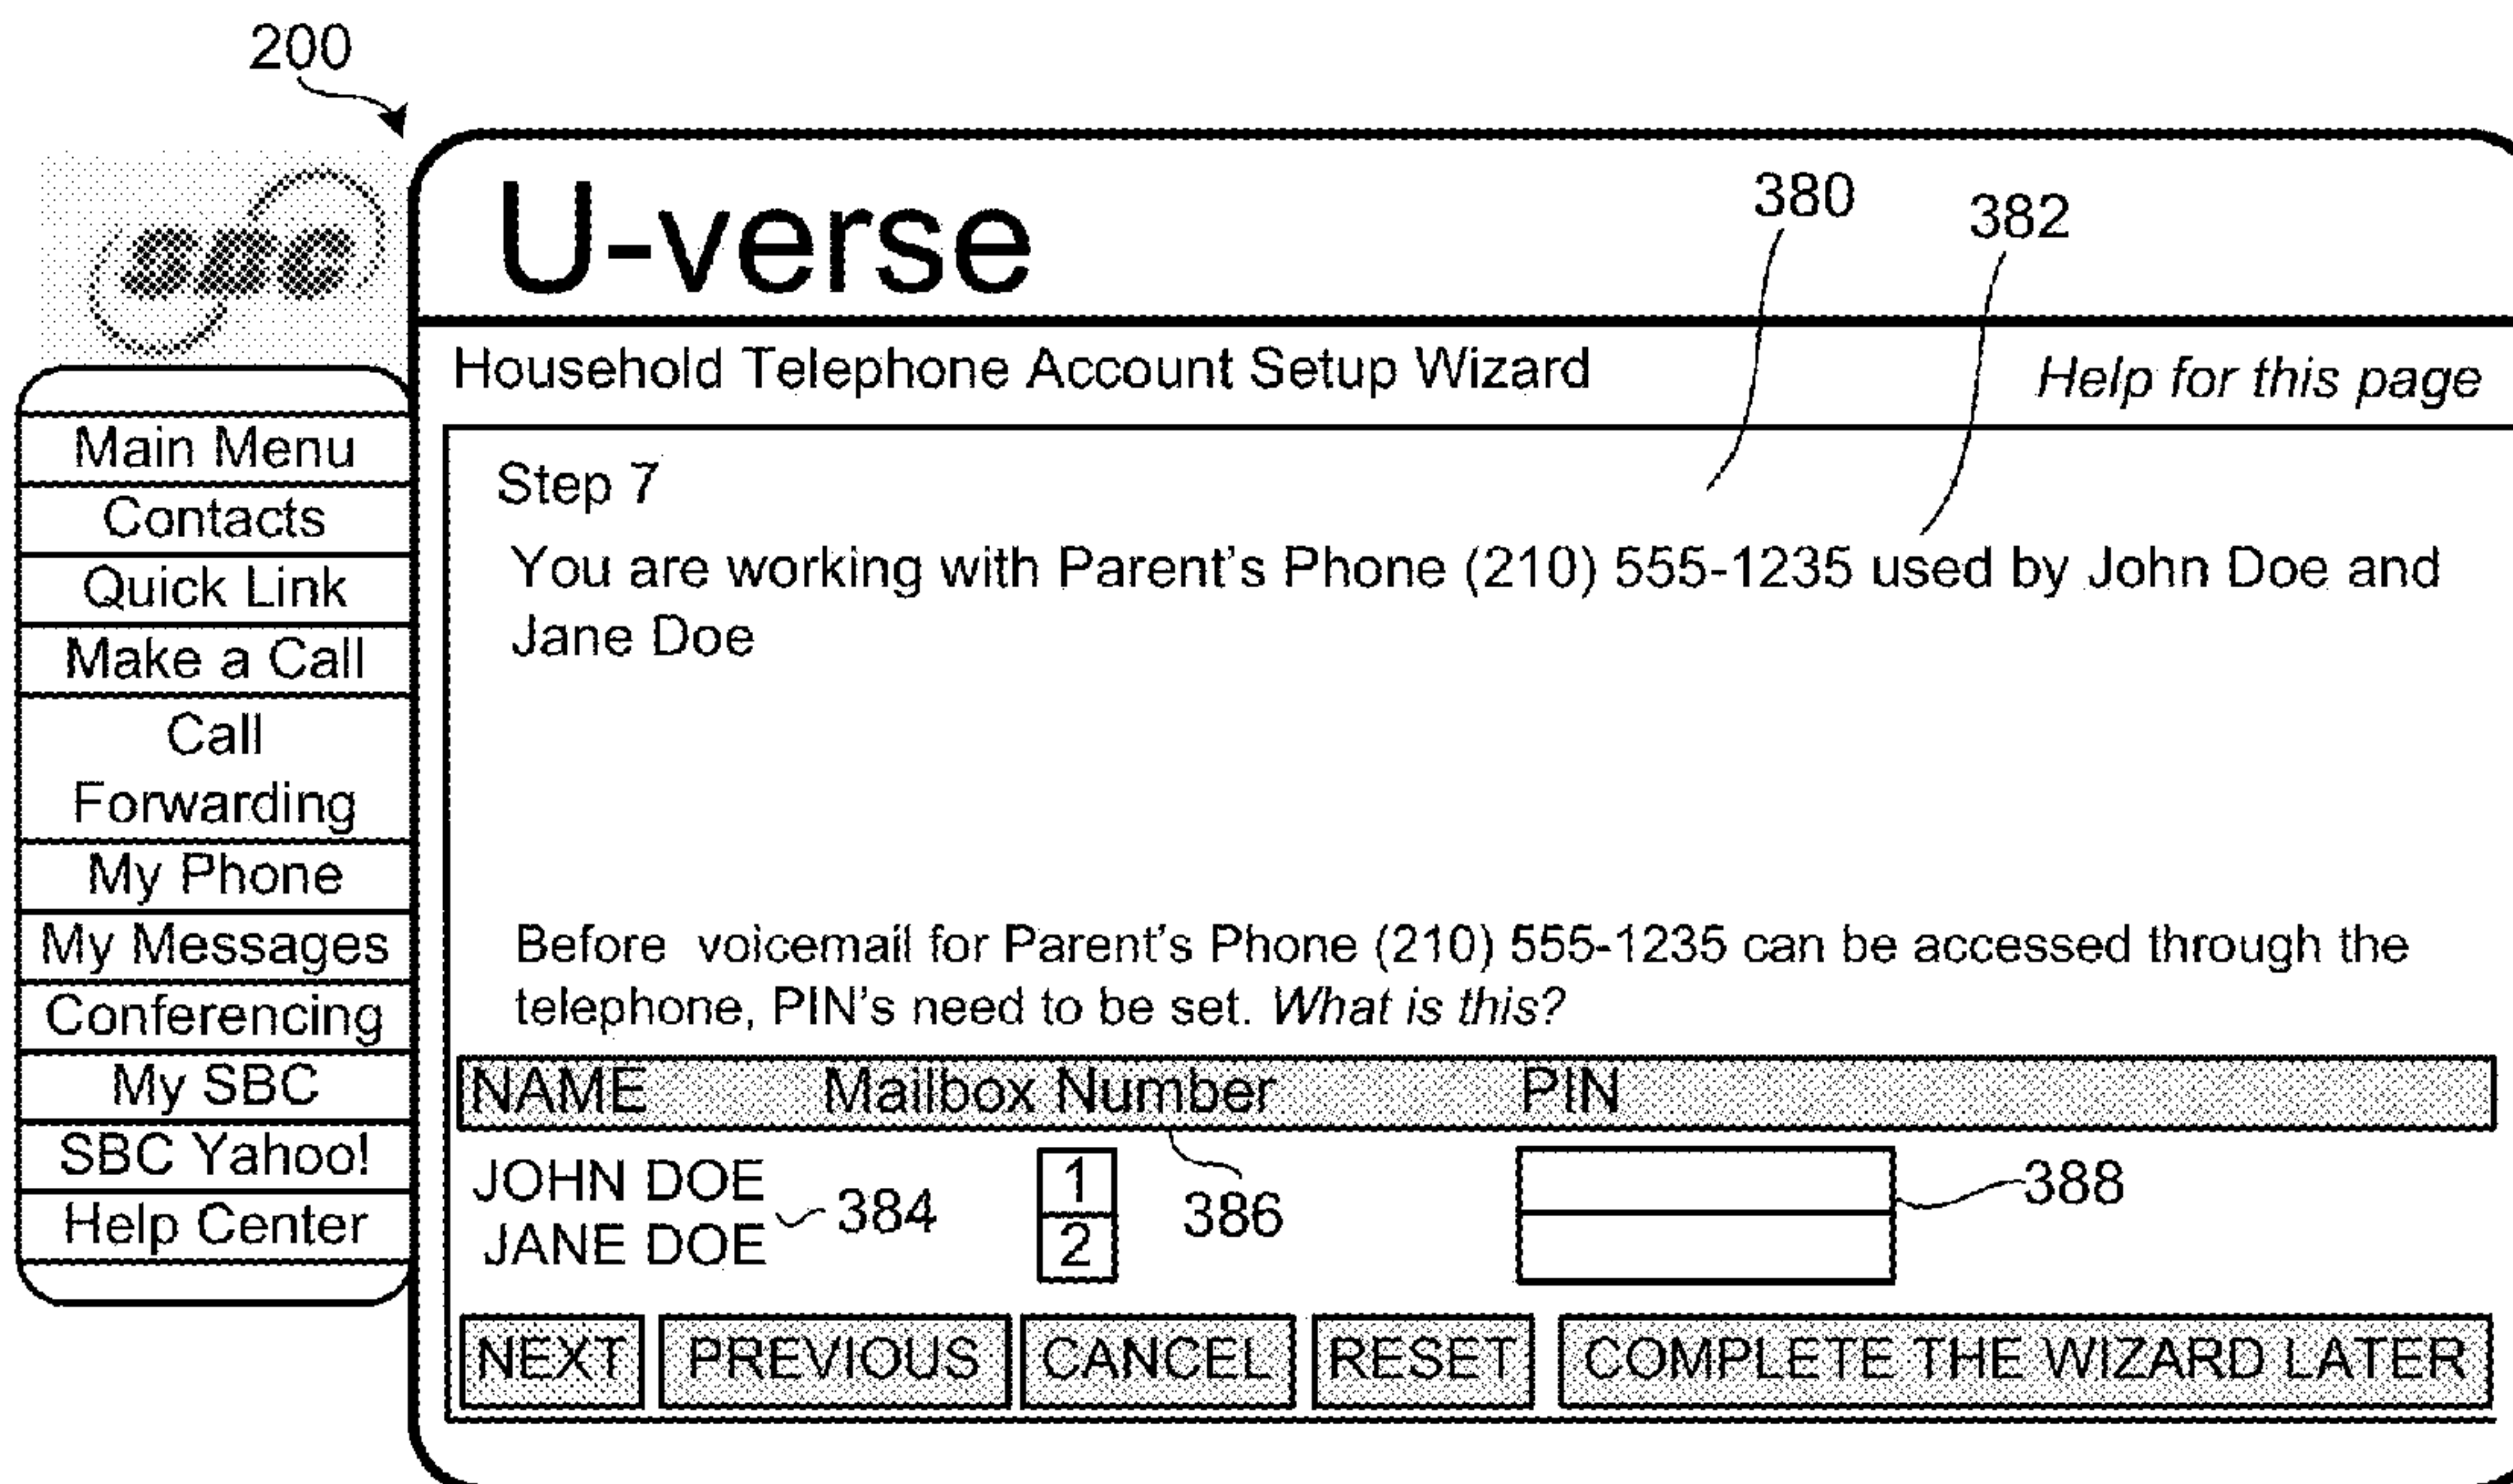 200
SBC
U-verse
380
382
Household Telephone Account Setup Wizard
Help for this page
Main Menu
Contacts
Quick Link
Make a Call
Call
Forwarding
My Phone
My Messages
Conferencing
My SBC
SBC Yahoo!
Help Center
Step 7
You are working with Parent's Phone (210) 555-1235 used by John Doe and
Jane Doe
Before voicemail for Parent's Phone (210) 555-1235 can be accessed through the
telephone, PIN's need to be set. What is this?
NAME Mailbox Number PIN
JOHN DOE 1
JANE DOE 2
384
386
388
NEXT PREVIOUS CANCEL RESET COMPLETE THE WIZARD LATER